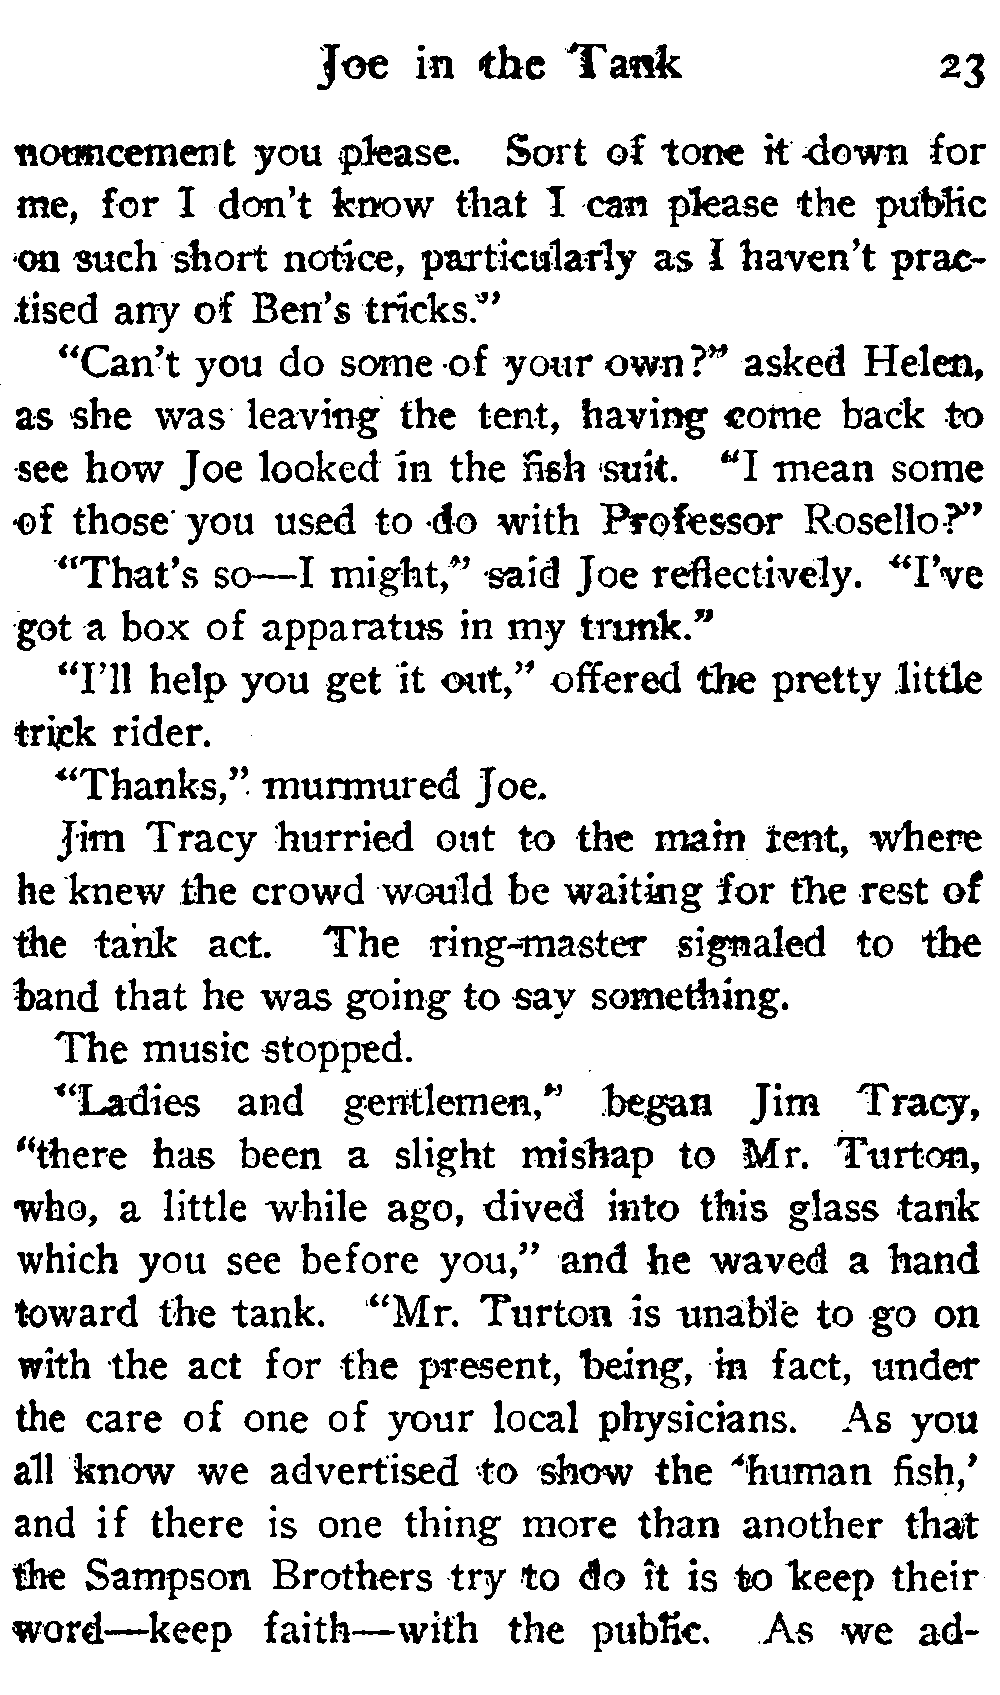 Joe in the Tank 23
nouncement you please. Sort of tone it down for
me, for I don't know that I can please the public
on such short notice, particularly as I haven't prac-
tised any of Ben's tricks."
"Can't you do some of your own?" asked Helen,
as she was leaving the tent, having come back to
see how Joe looked in the fish suit. "I mean some
of those you used to do with Professor Rosello?"
"That's so—I might," said Joe reflectively. "I've
got a box of apparatus in my trunk."
"I'll help you get it out," offered the pretty little
trick rider.
"Thanks," murmured Joe.
Jim Tracy hurried out to the main tent, where
he knew the crowd would be waiting for the rest of
the tank act. The ring-master signaled to the
band that he was going to say something.
The music stopped.
"Ladies and gentlemen," began Jim Tracy,
"there has been a slight mishap to Mr. Turton,
who, a little while ago, dived into this glass tank
which you see before you," and he waved a hand
toward the tank. "Mr. Turton is unable to go on
with the act for the present, being, in fact, under
the care of one of your local physicians. As you
all know we advertised to show the 'human fish,'
and if there is one thing more than another that
the Sampson Brothers try to do it is to keep their
word—keep faith—with the public. As we ad-